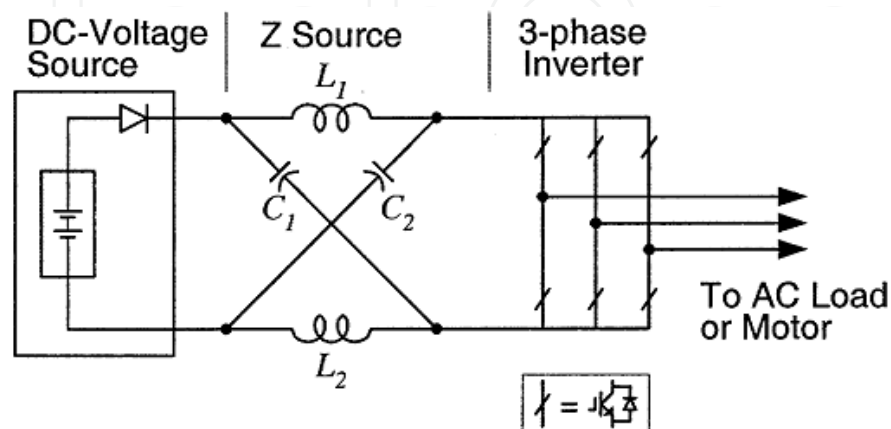 DC-Voltage
Source
Z Source
3-phase
Inverter
L1
C1
C2
L2
To AC Load
or Motor
=